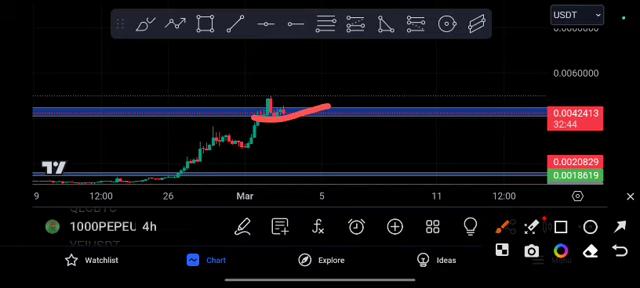 USDT
0.0060000
0.0042413
32:44
0.0020829
0.0018619
9
12:00
26
Mar
5
11
12:00
1000PEPEU
4h
Watchlist
Chart
Explore
Ideas